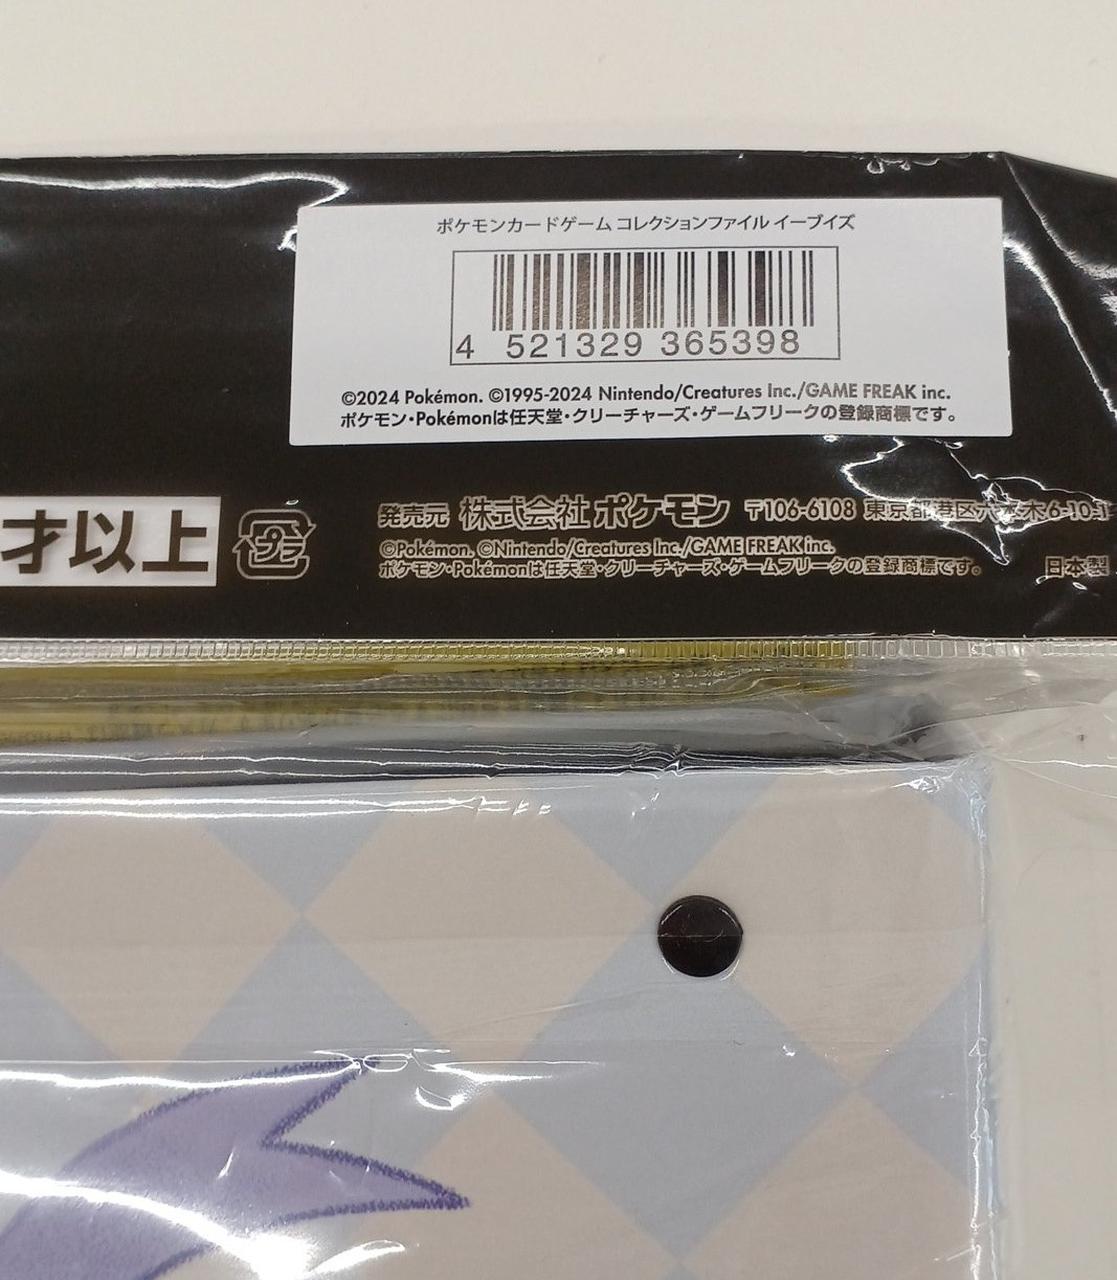 ポケモンカードゲーム コレクションファイル イーブイズ
4 521329 365398
©2024 Pokémon. ©1995-2024 Nintendo/Creatures Inc./GAME FREAK inc.
ポケモン・Pokémonは任天堂・クリーチャーズ・ゲームフリークの登録商標です。
才以上
プラ
発売元 株式会社ポケモン 〒106-6108 東京都港区六本木6-10-1
©Pokémon. ©Nintendo/Creatures Inc./GAME FREAK inc.
ポケモン・Pokémonは任天堂・クリーチャーズ・ゲームフリークの登録商標です。 日本製